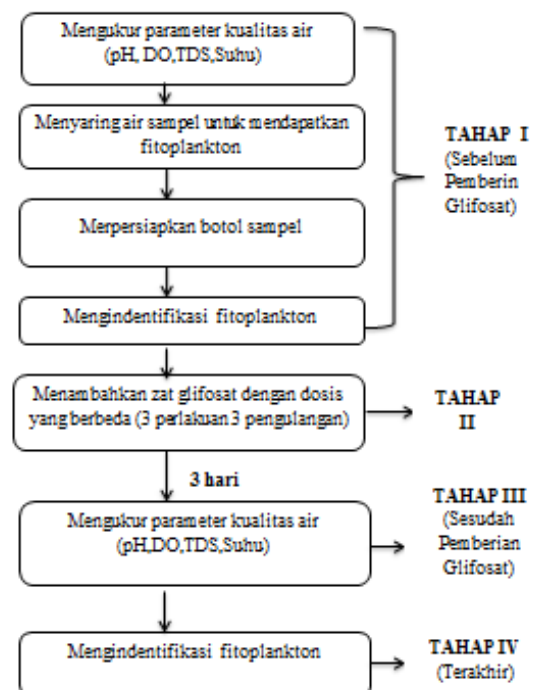 Mengukur parameter kualitas air
(pH, DO,TDS,Suhu)
Menyaring air sampel untuk mendapatkan
fitoplankton
TAHAP I
(Sebelum
Pemberin
Glifosat)
Merpersiapkan botol sampel
Mengindentifikasi fitoplankton
Menambahkan zat glifosat dengan dosis
yang berbeda (3 perlakuan 3 pengulangan)
TAHAP
II
3 hari
Mengukur parameter kualitas air
(pH,DO,TDS,Suhu)
TAHAP III
(Sesudah
Pemberian
Glifosat)
Mengidentifikasi fitoplankton
TAHAP IV
(Terakhir)